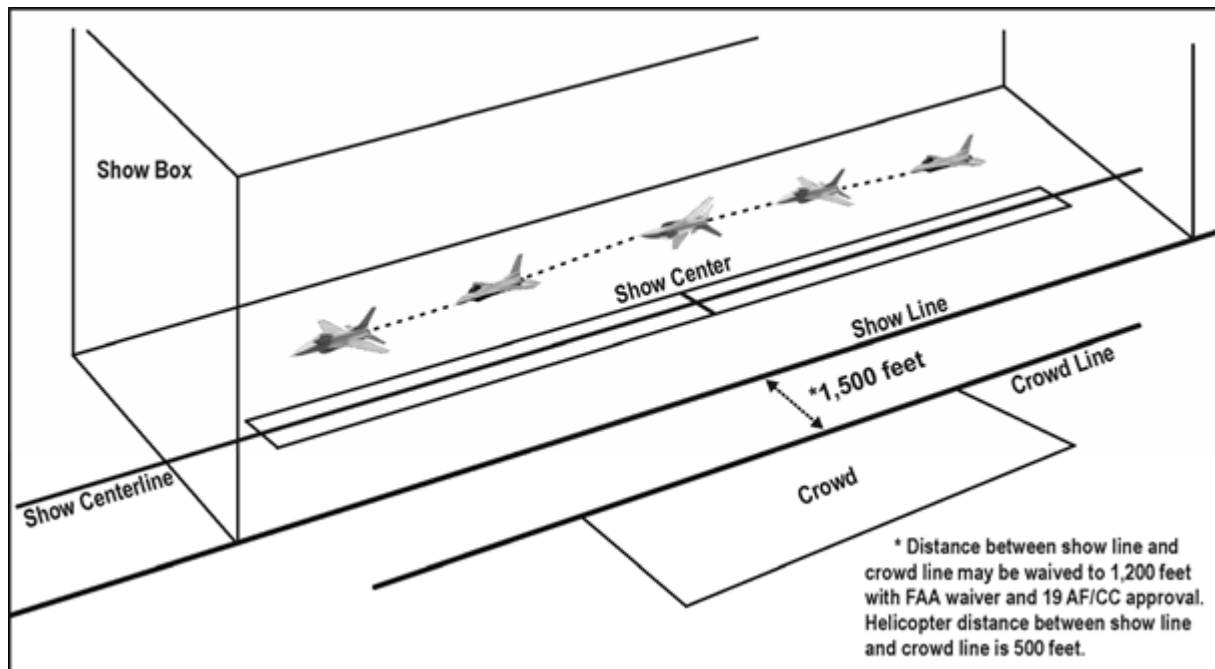 Show Box
Show Center
Show Line
*1,500 feet
Crowd Line
Show Centerline
Crowd
* Distance between show line and
crowd line may be waived to 1,200 feet
with FAA waiver and 19 AF/CC approval.
Helicopter distance between show line
and crowd line is 500 feet.